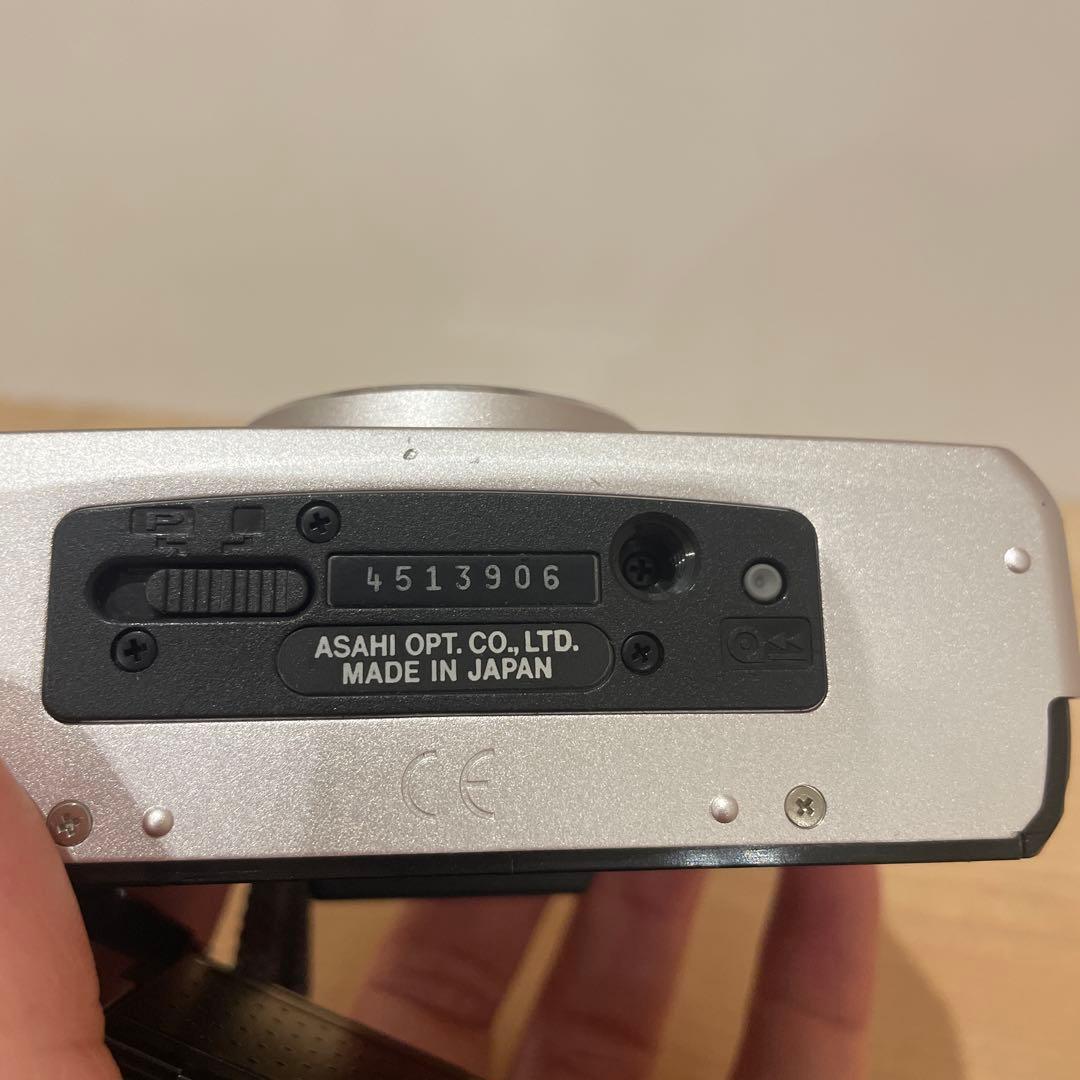 P
4513906
ASAHI OPT. CO., LTD.
MADE IN JAPAN
CE